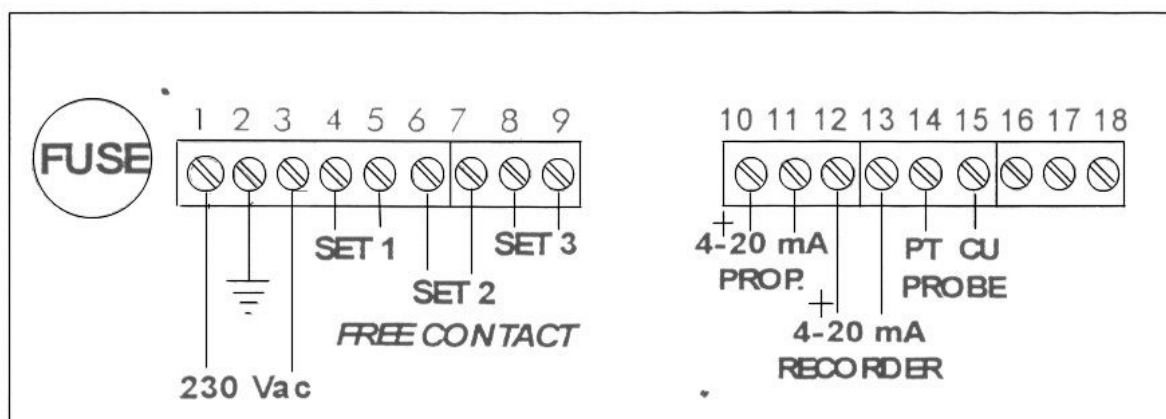 FUSE
1 2 3 4 5 6 7 8 9
10 11 12 13 14 15 16 17 18
SET 1
SET 3
SET 2
FREE CONTACT
230 Vac
+
4-20 mA
PROP.
PT CU
PROBE
+
4-20 mA
RECORDER